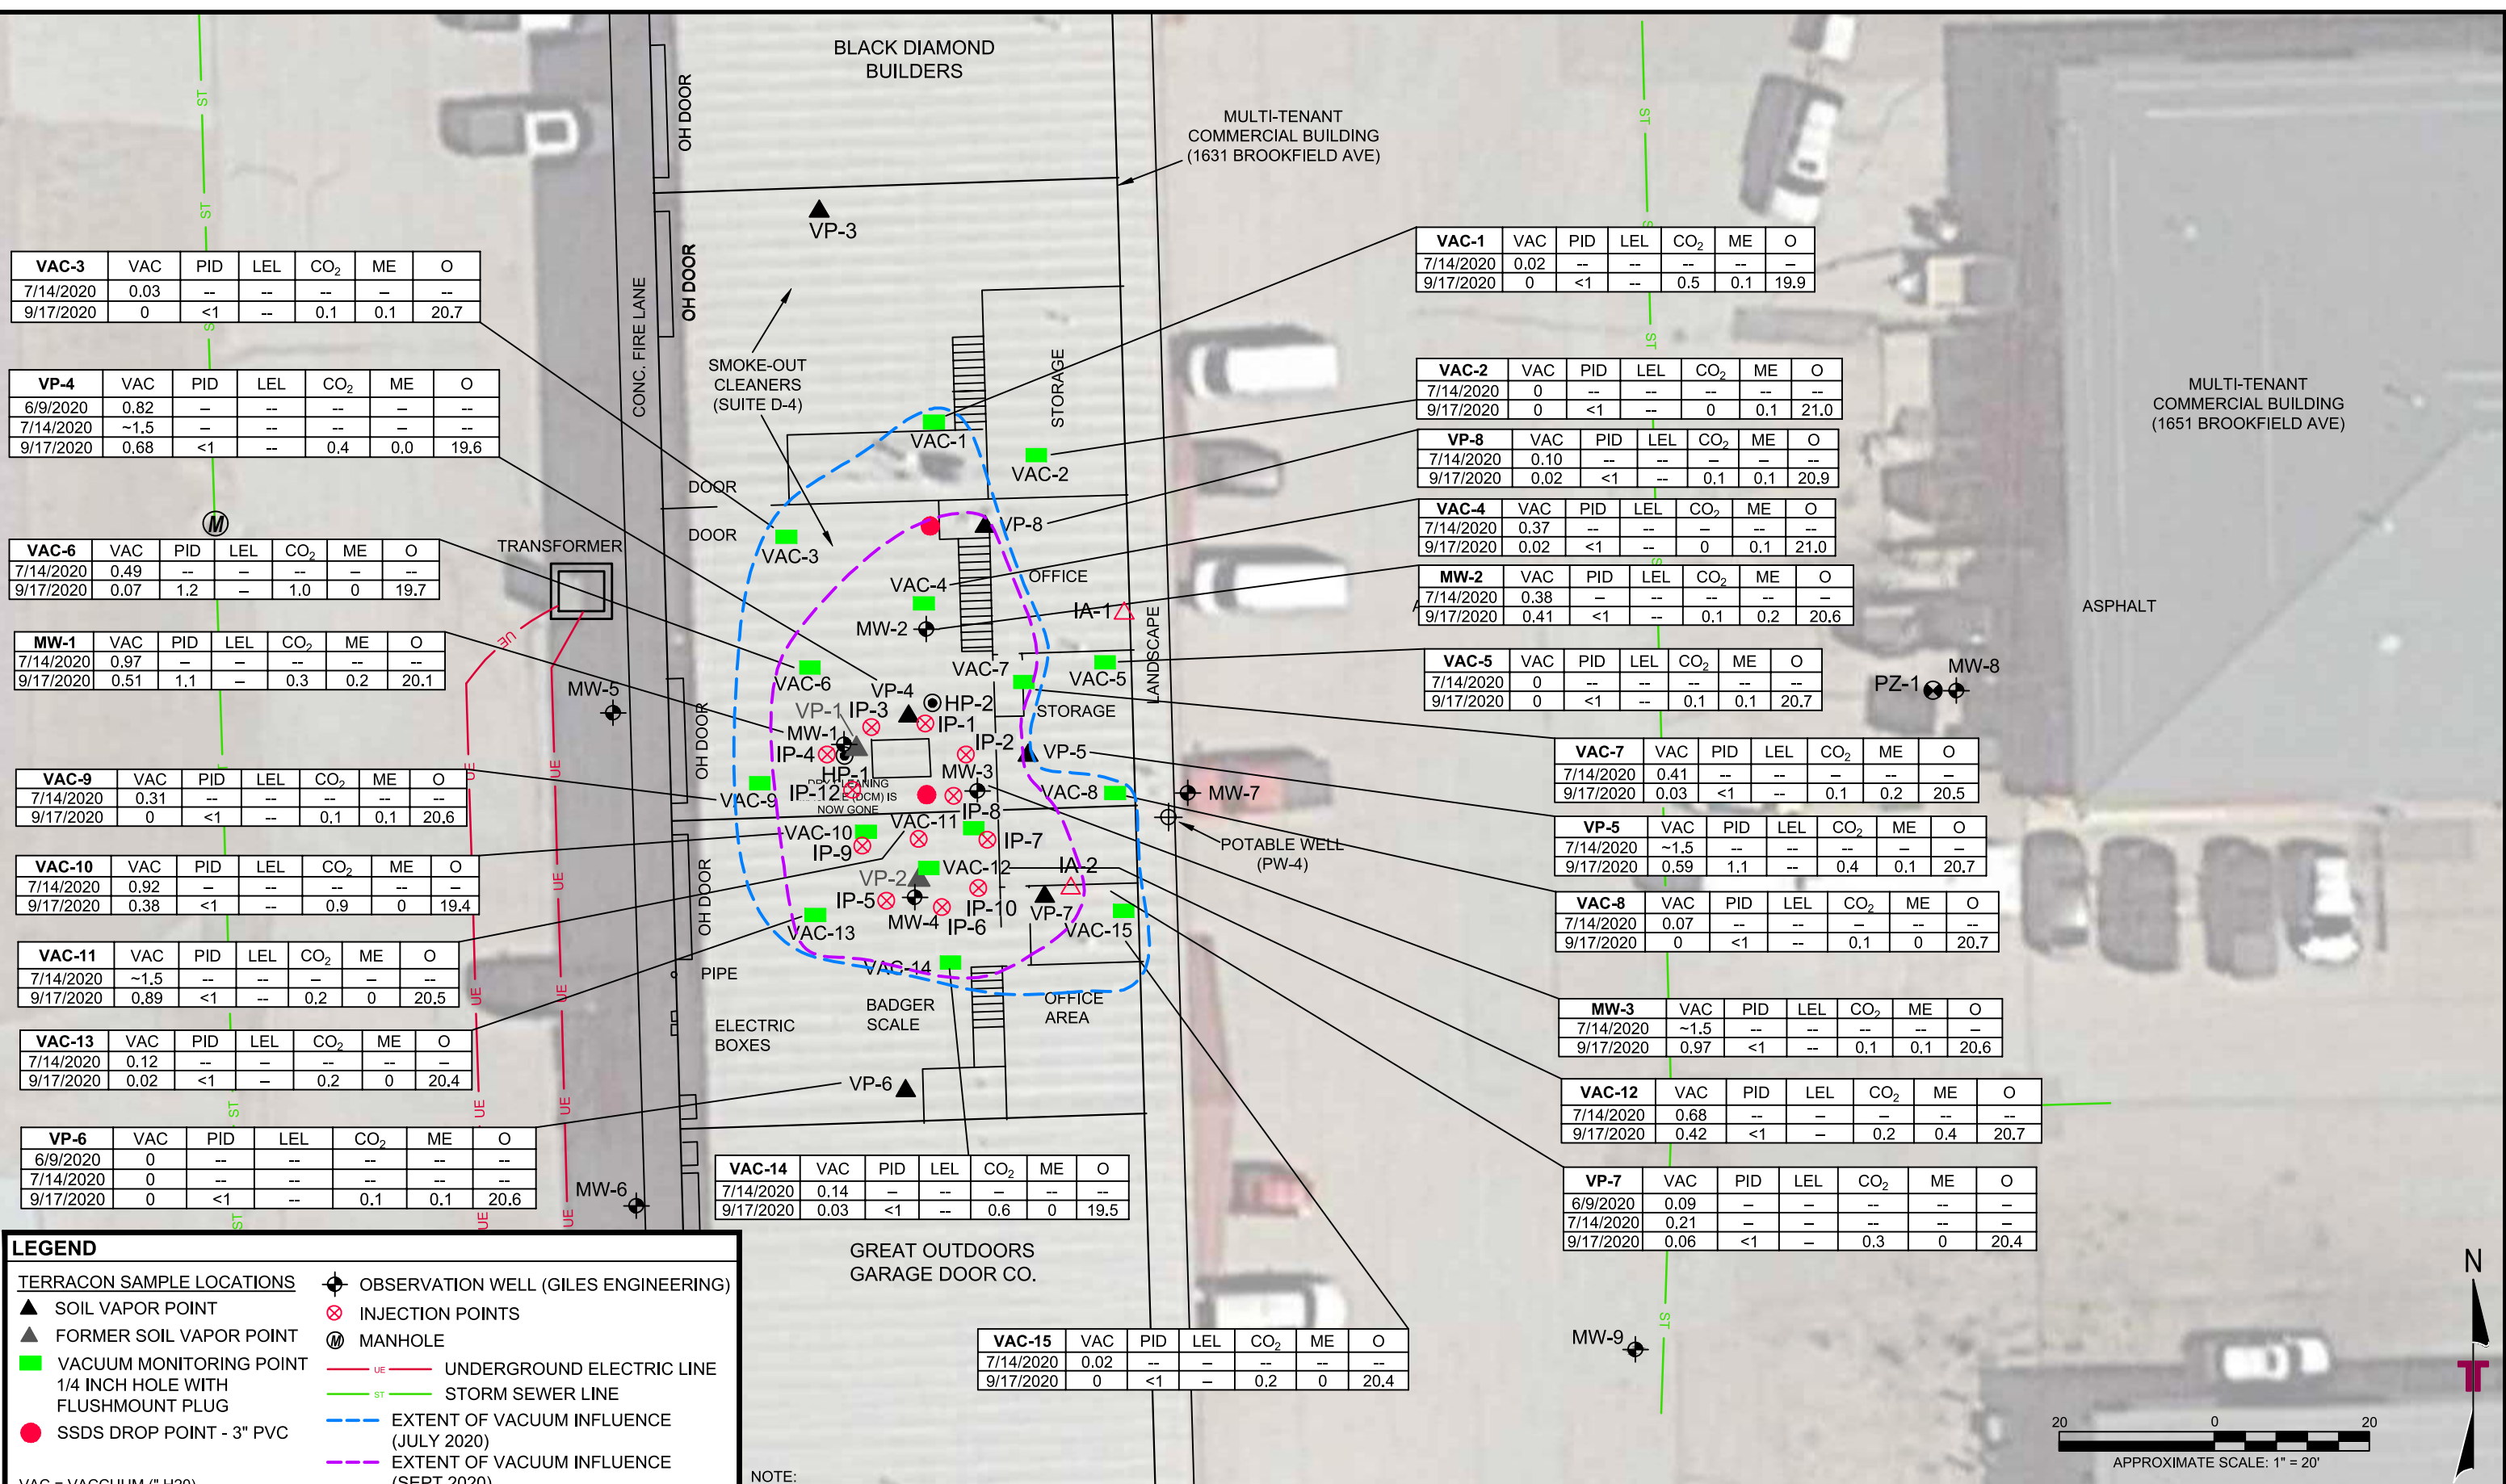 BLACK DIAMOND
BUILDERS
MULTI-TENANT
COMMERCIAL BUILDING
(1631 BROOKFIELD AVE)
OH DOOR
OH DOOR
CONC. FIRE LANE
VP-3
SMOKE-OUT
CLEANERS
(SUITE D-4)
STORAGE
MULTI-TENANT
COMMERCIAL BUILDING
(1651 BROOKFIELD AVE)
ASPHALT
VAC-3 VAC PID LEL CO₂ ME O
7/14/2020 0.03 -- -- -- — --
9/17/2020 0 <1 -- 0.1 0.1 20.7
VP-4 VAC PID LEL CO₂ ME O
6/9/2020 0.82 — -- -- — --
7/14/2020 ~1.5 — -- -- — --
9/17/2020 0.68 <1 -- 0.4 0.0 19.6
VAC-6 VAC PID LEL CO₂ ME O
7/14/2020 0.49 -- — -- — --
9/17/2020 0.07 1.2 — 1.0 0 19.7
MW-1 VAC PID LEL CO₂ ME O
7/14/2020 0.97 — — -- -- --
9/17/2020 0.51 1.1 — 0.3 0.2 20.1
VAC-9 VAC PID LEL CO₂ ME O
7/14/2020 0.31 -- -- -- -- --
9/17/2020 0 <1 -- 0.1 0.1 20.6
VAC-10 VAC PID LEL CO₂ ME O
7/14/2020 0.92 — -- -- -- —
9/17/2020 0.38 <1 -- 0.9 0 19.4
VAC-11 VAC PID LEL CO₂ ME O
7/14/2020 ~1.5 -- -- — — --
9/17/2020 0.89 <1 -- 0.2 0 20.5
VAC-13 VAC PID LEL CO₂ ME O
7/14/2020 0.12 -- — -- -- —
9/17/2020 0.02 <1 — 0.2 0 20.4
VP-6 VAC PID LEL CO₂ ME O
6/9/2020 0 -- -- -- -- --
7/14/2020 0 -- -- -- -- --
9/17/2020 0 <1 -- 0.1 0.1 20.6
VAC-1 VAC PID LEL CO₂ ME O
7/14/2020 0.02 -- -- -- -- —
9/17/2020 0 <1 -- 0.5 0.1 19.9
VAC-2 VAC PID LEL CO₂ ME O
7/14/2020 0 -- -- -- -- --
9/17/2020 0 <1 -- 0 0.1 21.0
VP-8 VAC PID LEL CO₂ ME O
7/14/2020 0.10 -- -- — — --
9/17/2020 0.02 <1 -- 0.1 0.1 20.9
VAC-4 VAC PID LEL CO₂ ME O
7/14/2020 0.37 -- -- — -- --
9/17/2020 0.02 <1 -- 0 0.1 21.0
MW-2 VAC PID LEL CO₂ ME O
7/14/2020 0.38 — -- -- -- —
9/17/2020 0.41 <1 -- 0.1 0.2 20.6
VAC-5 VAC PID LEL CO₂ ME O
7/14/2020 0 — -- -- -- --
9/17/2020 0 <1 -- 0.1 0.1 20.7
VAC-7 VAC PID LEL CO₂ ME O
7/14/2020 0.41 -- -- — -- —
9/17/2020 0.03 <1 -- 0.1 0.2 20.5
VP-5 VAC PID LEL CO₂ ME O
7/14/2020 ~1.5 -- -- -- — —
9/17/2020 0.59 1.1 -- 0.4 0.1 20.7
VAC-8 VAC PID LEL CO₂ ME O
7/14/2020 0.07 -- -- — -- --
9/17/2020 0 <1 -- 0.1 0 20.7
MW-3 VAC PID LEL CO₂ ME O
7/14/2020 ~1.5 -- -- -- -- —
9/17/2020 0.97 <1 -- 0.1 0.1 20.6
VAC-12 VAC PID LEL CO₂ ME O
7/14/2020 0.68 -- — — -- --
9/17/2020 0.42 <1 — 0.2 0.4 20.7
VP-7 VAC PID LEL CO₂ ME O
6/9/2020 0.09 — — -- -- —
7/14/2020 0.21 — — -- -- —
9/17/2020 0.06 <1 — 0.3 0 20.4
VAC-14 VAC PID LEL CO₂ ME O
7/14/2020 0.14 — -- — -- --
9/17/2020 0.03 <1 -- 0.6 0 19.5
VAC-15 VAC PID LEL CO₂ ME O
7/14/2020 0.02 -- — -- -- --
9/17/2020 0 <1 — 0.2 0 20.4
VAC-1
VAC-2
DOOR
DOOR
VAC-3
VP-8
TRANSFORMER
VAC-4
OFFICE
MW-2
IA-1
LANDSCAPE
VAC-7
VAC-5
VAC-6
VP-4
MW-5
VP-1
IP-3
HP-2
IP-1
STORAGE
MW-1
IP-4
IP-2
VP-5
HP-1
MW-3
OH DOOR
VAC-9
IP-12
NOW GONE
IP-8
VAC-8
MW-7
VAC-10
VAC-11
IP-9
IP-7
POTABLE WELL
(PW-4)
VP-2
VAC-12
IA-2
OH DOOR
IP-5
IP-10
VP-7
VAC-13
MW-4
IP-6
VAC-15
VAC-14
PIPE
BADGER
SCALE
OFFICE
AREA
ELECTRIC
BOXES
VP-6
MW-6
PZ-1
MW-8
MW-9
GREAT OUTDOORS
GARAGE DOOR CO.
M
ST
ST
ST
ST
ST
ST
ST
ST
UE
UE
UE
UE
UE
UE
UE
UE
UE
UE
LEGEND
TERRACON SAMPLE LOCATIONS
SOIL VAPOR POINT
FORMER SOIL VAPOR POINT
VACUUM MONITORING POINT
1/4 INCH HOLE WITH
FLUSHMOUNT PLUG
SSDS DROP POINT - 3" PVC
OBSERVATION WELL (GILES ENGINEERING)
INJECTION POINTS
M MANHOLE
UE UNDERGROUND ELECTRIC LINE
ST STORM SEWER LINE
EXTENT OF VACUUM INFLUENCE
(JULY 2020)
EXTENT OF VACUUM INFLUENCE
(SEPT 2020)
VAC = VACCUUM (" H20)
NOTE:
N
20 0 20
APPROXIMATE SCALE: 1" = 20'